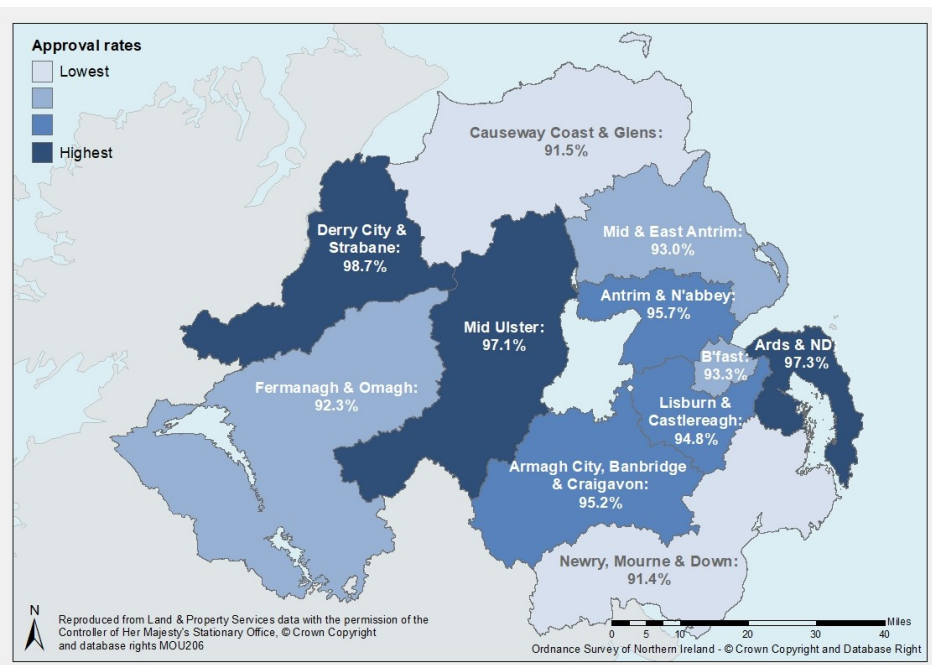 Approval rates
Lowest
Highest
Causeway Coast & Glens:
91.5%
Derry City &
Strabane:
98.7%
Mid & East Antrim:
93.0%
Antrim & N'abbey:
95.7%
Mid Ulster:
97.1%
B'fast:
93.3%
Ards & ND:
97.3%
Fermanagh & Omagh:
92.3%
Lisburn &
Castlereagh:
94.8%
Armagh City, Banbridge
& Craigavon:
95.2%
Newry, Mourne & Down:
91.4%
N
Reproduced from Land & Property Services data with the permission of the
Controller of Her Majesty's Stationary Office, © Crown Copyright
and database rights MOU206
Miles
0 5 10 20 30 40
Ordnance Survey of Northern Ireland - © Crown Copyright and Database Right